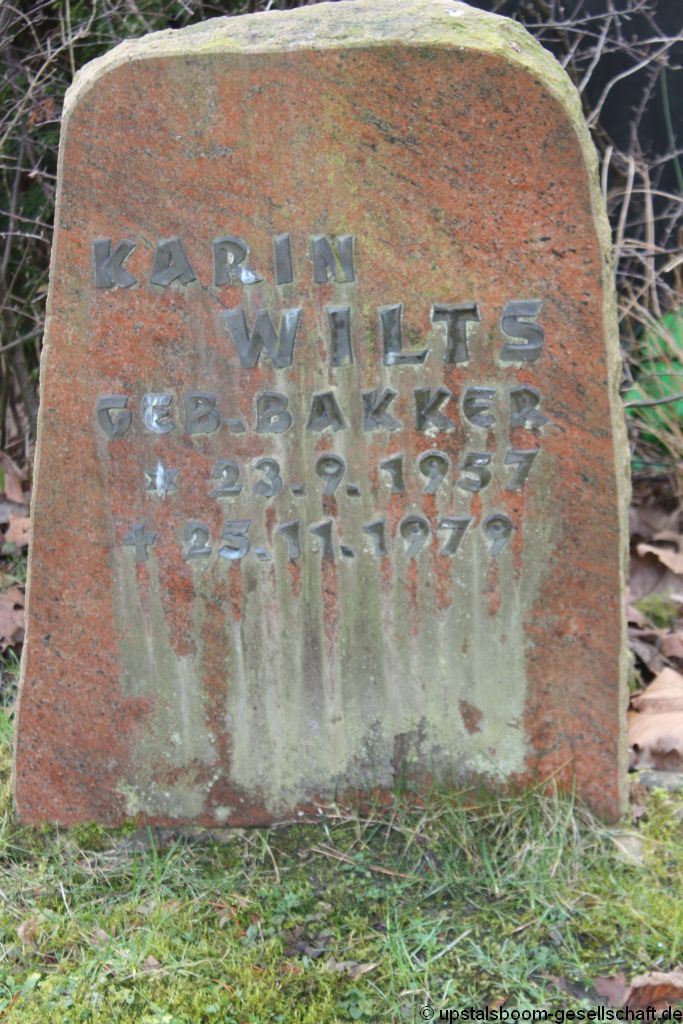 KARIN
WILTS
GEB. BAKKER
* 23.9.1957
+ 25.11.1979
© upstalsboom-gesellschaft.de